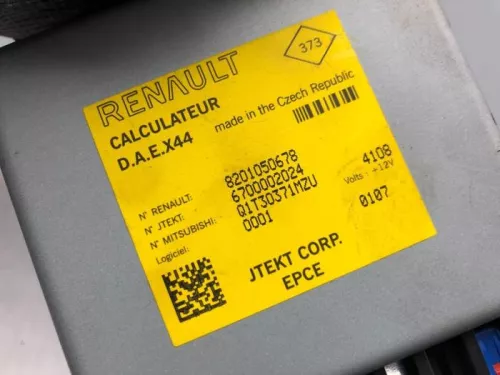 RENAULT
373
CALCULATEUR
made in the Czech Republic
D.A.E.X44
N° RENAULT: 8201050678 4108
N° JTEKT: 6700002024 Volts: +12V
N° MITSUBISHI: Q1T30371MZU
Logiciel: 0001 0107
JTEKT CORP.
EPCE